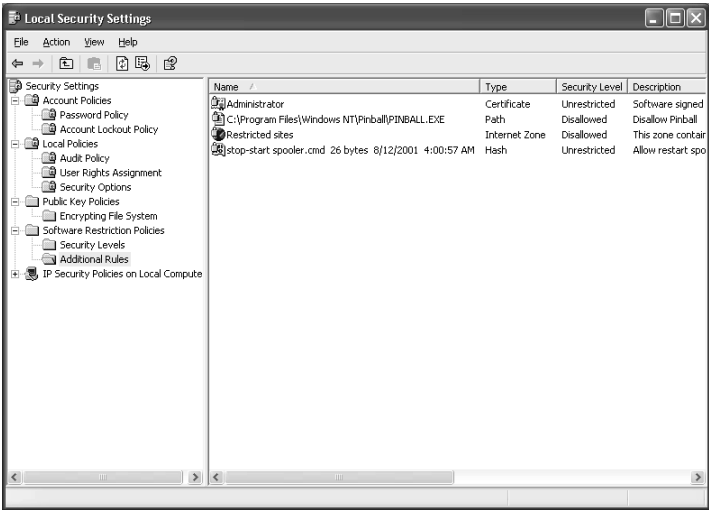 Local Security Settings
File Action View Help
Security Settings
Account Policies
Password Policy
Account Lockout Policy
Local Policies
Audit Policy
User Rights Assignment
Security Options
Public Key Policies
Encrypting File System
Software Restriction Policies
Security Levels
Additional Rules
IP Security Policies on Local Compute
Name Type Security Level Description
Administrator Certificate Unrestricted Software signed
C:\Program Files\Windows NT\Pinball\PINBALL.EXE Path Disallowed Disallow Pinball
Restricted sites Internet Zone Disallowed This zone contair
stop-start spooler.cmd 26 bytes 8/12/2001 4:00:57 AM Hash Unrestricted Allow restart spo